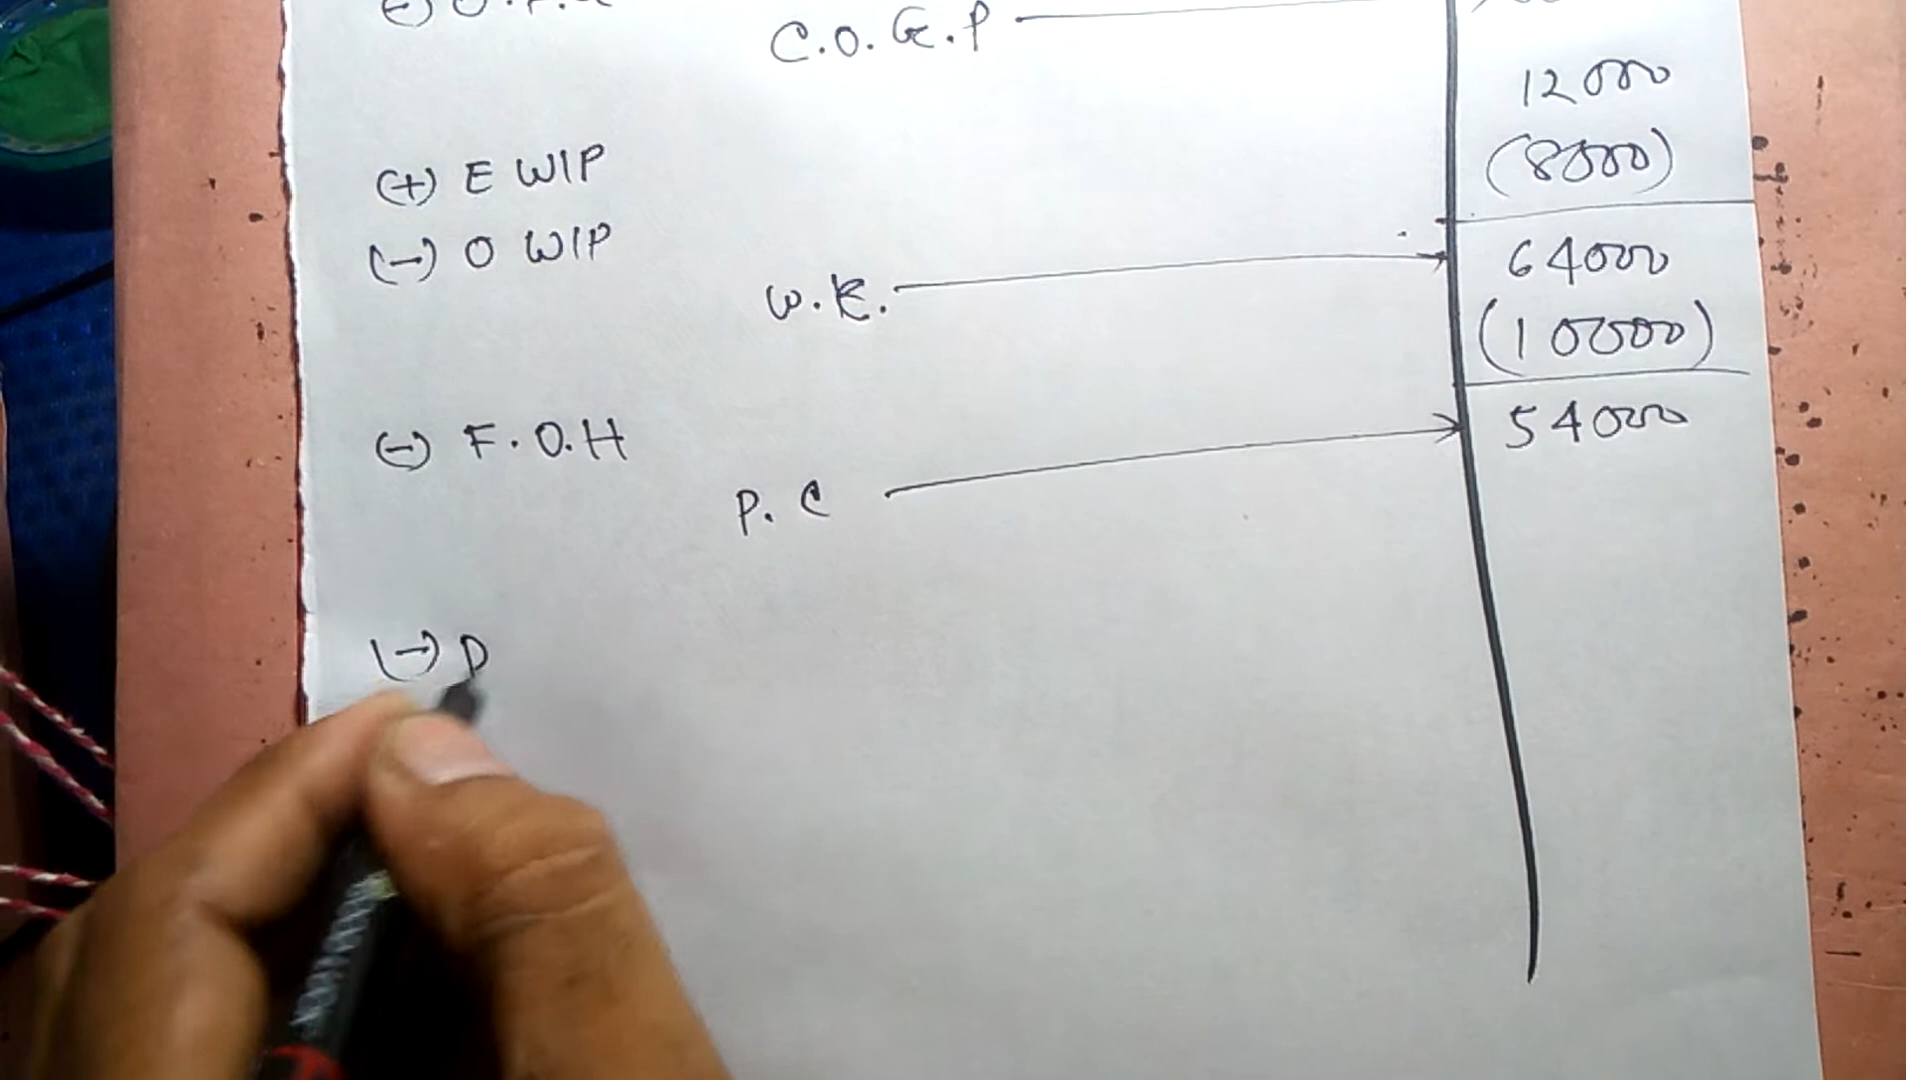 C.O.G.P
12000
(+) E WIP (8000)
(-) O WIP 64000
W.K. (10000)
(-) F.O.H 54000
P.C
(-) D